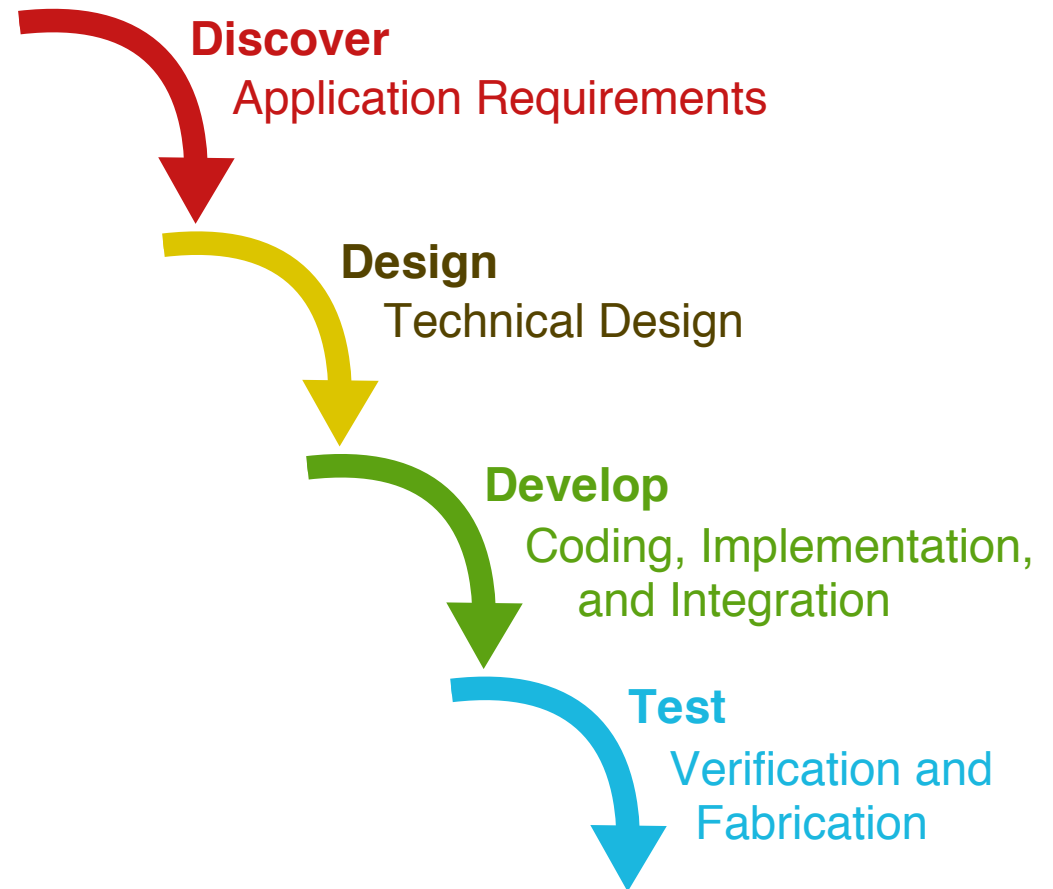 Discover
Application Requirements
Design
Technical Design
Develop
Coding, Implementation,
and Integration
Test
Verification and
Fabrication